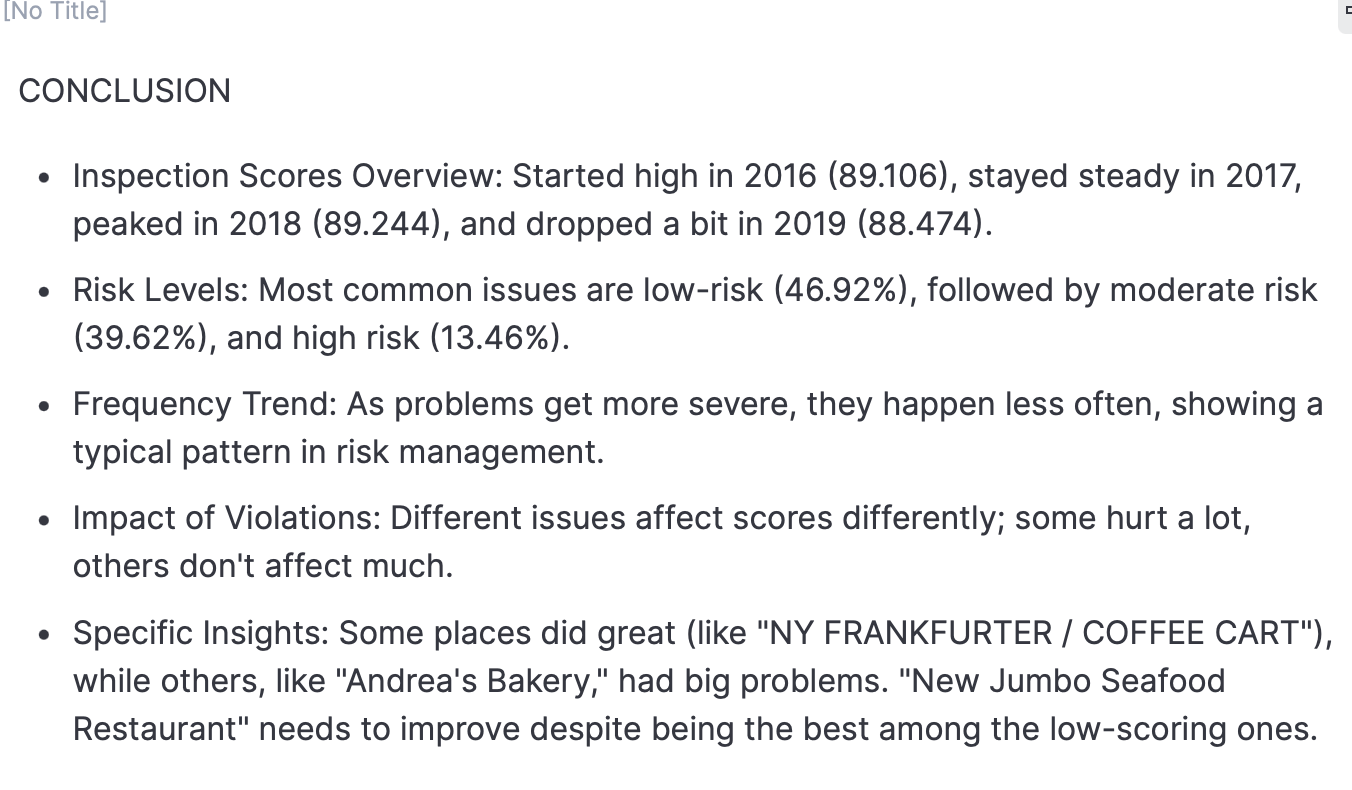 [No Title]
CONCLUSION
• Inspection Scores Overview: Started high in 2016 (89.106), stayed steady in 2017,
peaked in 2018 (89.244), and dropped a bit in 2019 (88.474).
• Risk Levels: Most common issues are low-risk (46.92%), followed by moderate risk
(39.62%), and high risk (13.46%).
• Frequency Trend: As problems get more severe, they happen less often, showing a
typical pattern in risk management.
• Impact of Violations: Different issues affect scores differently; some hurt a lot,
others don't affect much.
• Specific Insights: Some places did great (like "NY FRANKFURTER / COFFEE CART"),
while others, like "Andrea's Bakery," had big problems. "New Jumbo Seafood
Restaurant" needs to improve despite being the best among the low-scoring ones.